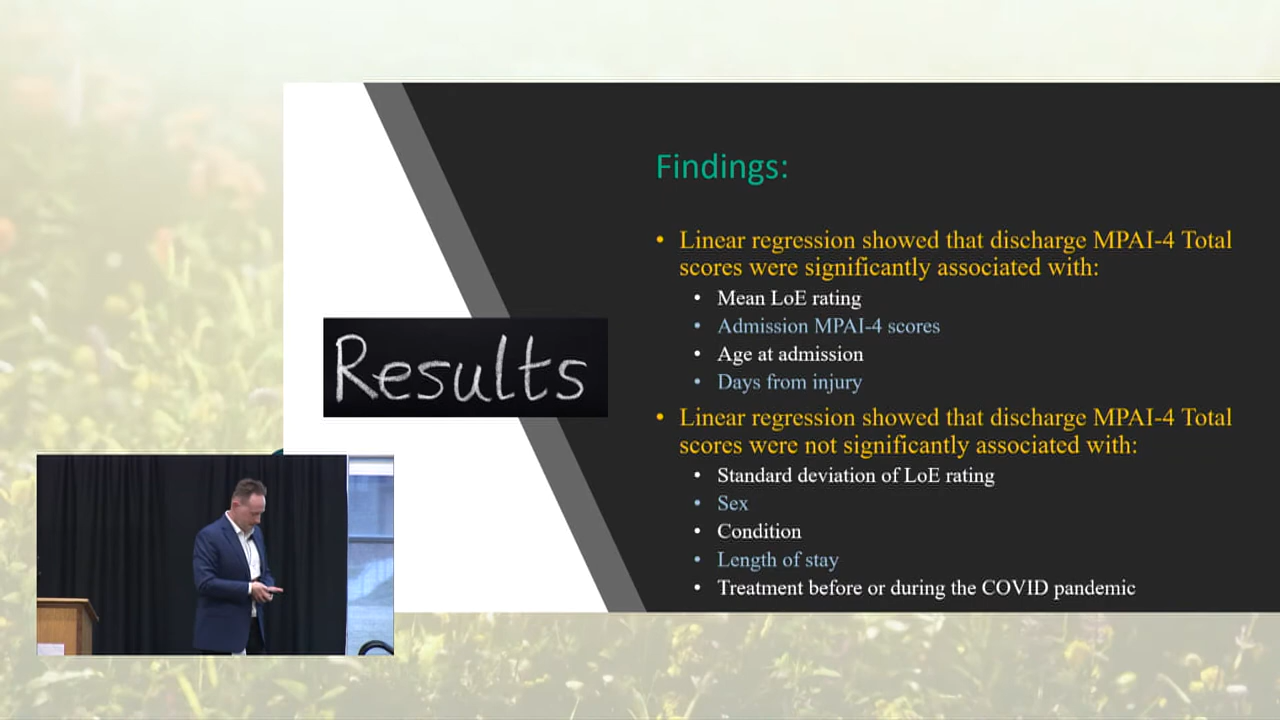 Findings:
• Linear regression showed that discharge MPAI-4 Total
scores were significantly associated with:
• Mean LoE rating
• Admission MPAI-4 scores
• Age at admission
• Days from injury
Results
• Linear regression showed that discharge MPAI-4 Total
scores were not significantly associated with:
• Standard deviation of LoE rating
• Sex
• Condition
• Length of stay
• Treatment before or during the COVID pandemic